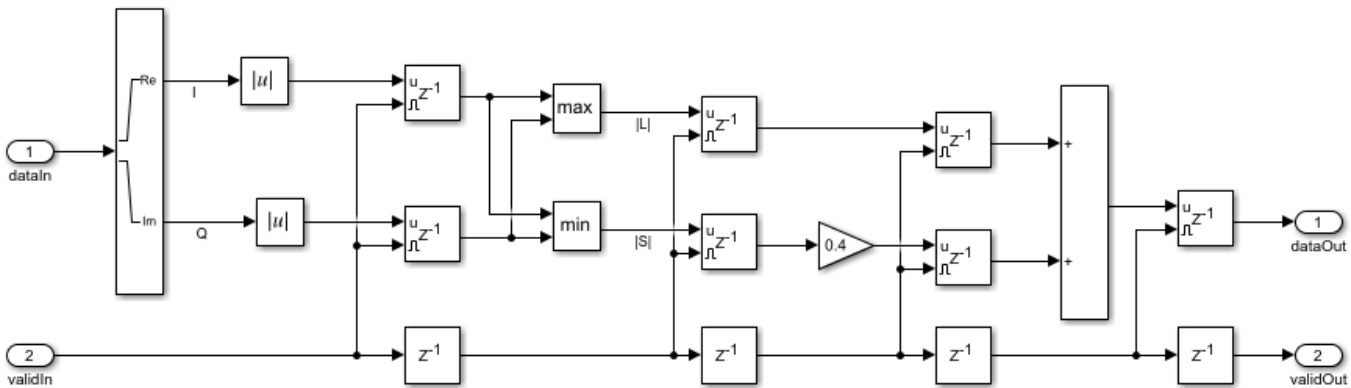 Re
I
|u|
u
Z⁻¹
max
|L|
u
Z⁻¹
u
Z⁻¹
+
1
dataIn
Im
Q
|u|
u
Z⁻¹
min
|S|
u
Z⁻¹
0.4
u
Z⁻¹
+
u
Z⁻¹
1
dataOut
2
validIn
Z⁻¹
Z⁻¹
Z⁻¹
Z⁻¹
2
validOut